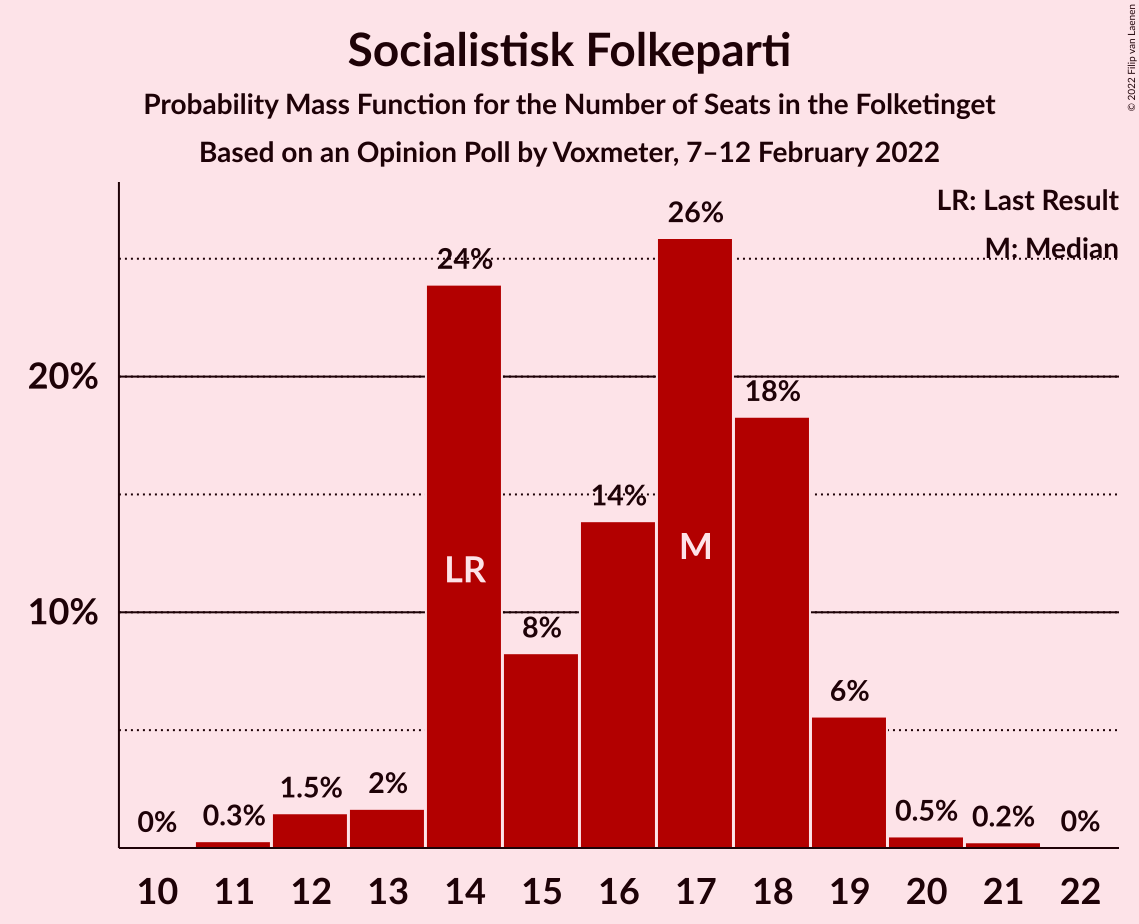 Socialistisk Folkeparti
Probability Mass Function for the Number of Seats in the Folketinget
Based on an Opinion Poll by Voxmeter, 7–12 February 2022
© 2022 Filip van Laenen
LR: Last Result
M: Median
26%
24%
20%
18%
14%
10%
8%
6%
2%
1.5%
0.3%
0%
0.5%
0.2%
0%
LR
M
10 11 12 13 14 15 16 17 18 19 20 21 22